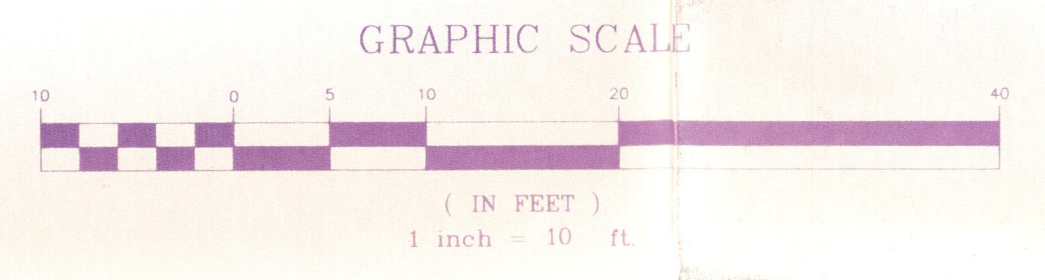 GRAPHIC SCALE
10 0 5 10 20 40
( IN FEET )
1 inch = 10 ft.